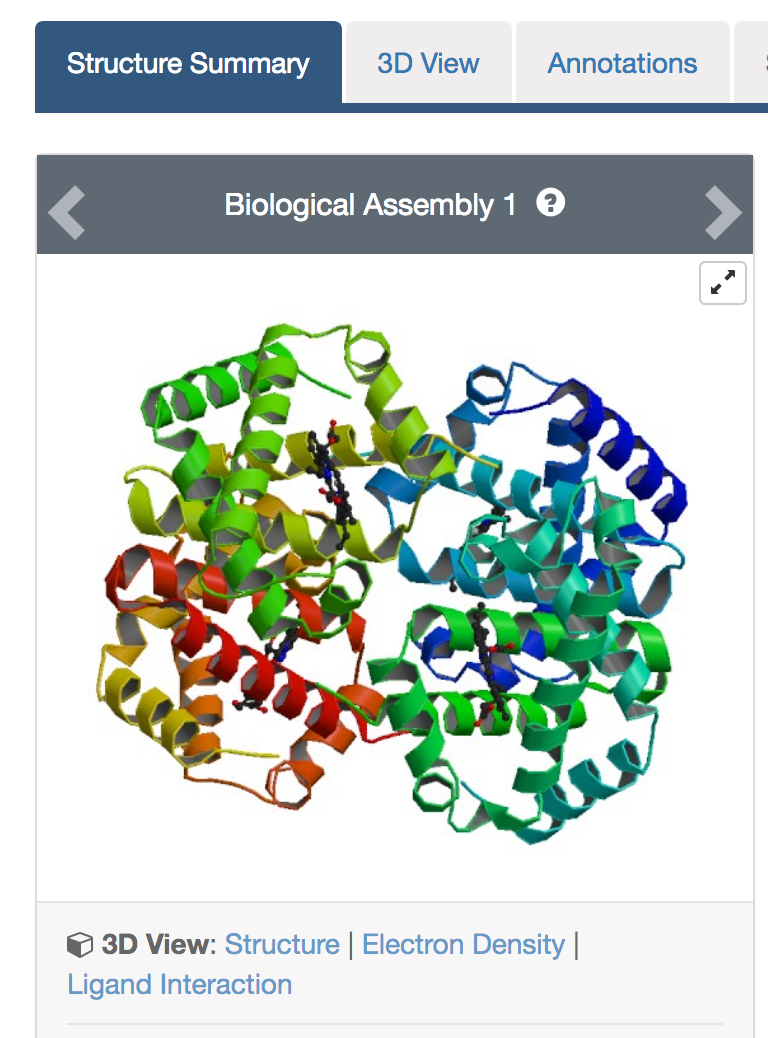 Structure Summary 3D View Annotations
Biological Assembly 1 ?
3D View: Structure | Electron Density |
Ligand Interaction